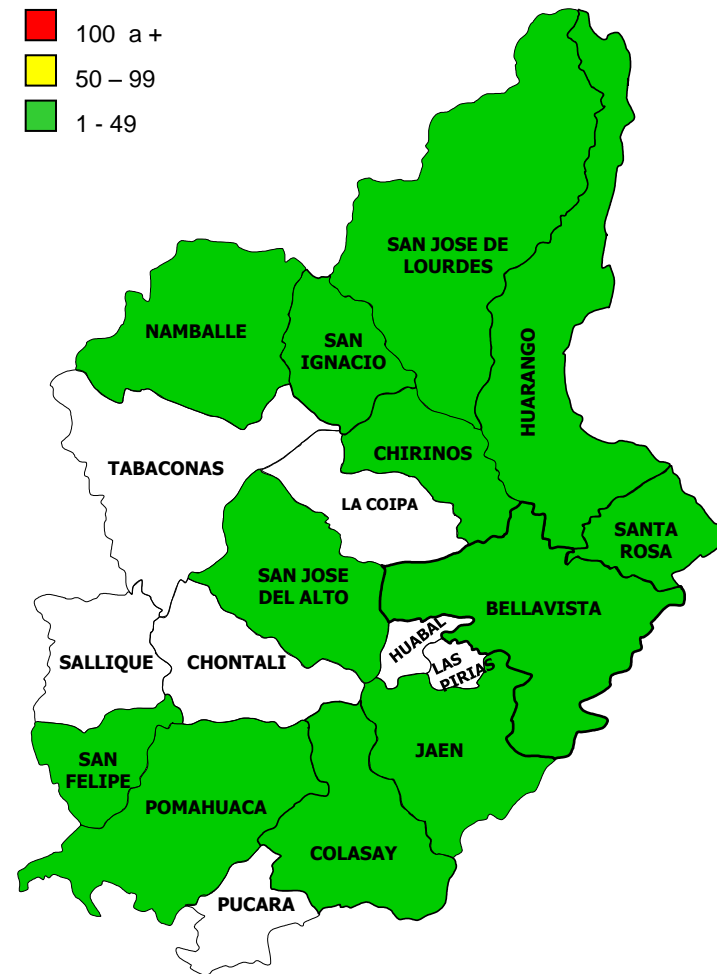 100 a +
50 – 99
1 - 49
SAN JOSE DE
LOURDES
NAMBALLE
SAN
IGNACIO
HUARANGO
CHIRINOS
TABACONAS
LA COIPA
SANTA
ROSA
SAN JOSE
DEL ALTO
BELLAVISTA
HUABAL
LAS
PIRIAS
SALLIQUE
CHONTALI
JAEN
SAN
FELIPE
POMAHUACA
COLASAY
PUCARA